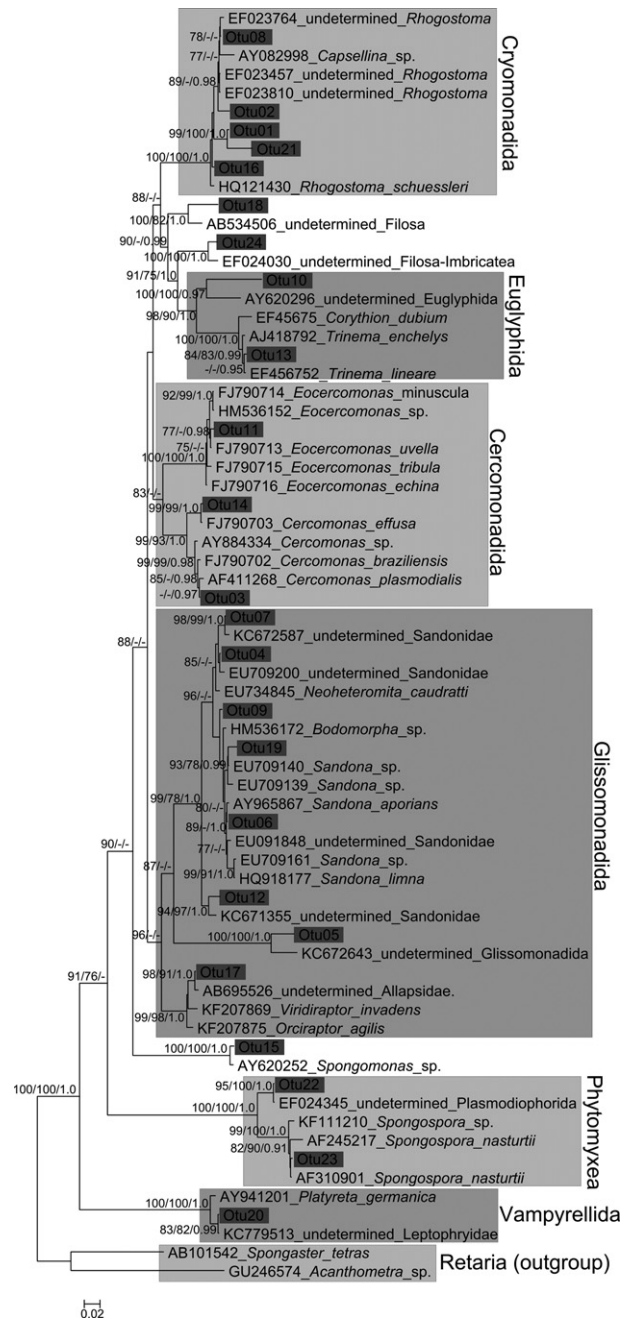 EF023764_undetermined_Rhogostoma
78/-/-
Otu08
77/-/-
AY082998_Capsellina_sp.
EF023457_undetermined_Rhogostoma
89/-/0.98
EF023810_undetermined_Rhogostoma
Otu02
99/100/1.0
Otu01
Otu21
100/100/1.0
Otu16
HQ121430_Rhogostoma_schuessleri
Cryomonadida
88/-/-
Otu18
100/82/1.0
AB534506_undetermined_Filosa
90/-/0.99
Otu24
100/100/1.0
EF024030_undetermined_Filosa-Imbricatea
91/75/1.0
Otu10
100/100/0.97
AY620296_undetermined_Euglyphida
98/90/1.0
EF45675_Corythion_dubium
100/100/1.0
AJ418792_Trinema_enchelys
84/83/0.99
Otu13
-/-/0.95
EF456752_Trinema_lineare
Euglyphida
92/99/1.0
FJ790714_Eocercomonas_minuscula
HM536152_Eocercomonas_sp.
77/-/0.98
Otu11
75/-/-
FJ790713_Eocercomonas_uvella
100/100/1.0
FJ790715_Eocercomonas_tribula
FJ790716_Eocercomonas_echina
83/-/-
99/99/1.0
Otu14
FJ790703_Cercomonas_effusa
99/93/1.0
AY884334_Cercomonas_sp.
99/99/0.98
FJ790702_Cercomonas_braziliensis
85/-/0.98
AF411268_Cercomonas_plasmodialis
-/-/0.97
Otu03
Cercomonadida
98/99/1.0
Otu07
KC672587_undetermined_Sandonidae
88/-/-
85/-/-
Otu04
EU709200_undetermined_Sandonidae
96/-/-
EU734845_Neoheteromita_caudratti
Otu09
HM536172_Bodomorpha_sp.
Otu19
93/78/0.99
EU709140_Sandona_sp.
EU709139_Sandona_sp.
99/78/1.0
80/-/-
AY965867_Sandona_aporians
89/-/1.0
Otu06
77/-/-
EU091848_undetermined_Sandonidae
90/-/-
EU709161_Sandona_sp.
87/-/-
99/91/1.0
HQ918177_Sandona_limna
Otu12
94/97/1.0
KC671355_undetermined_Sandonidae
96/-/-
100/100/1.0
Otu05
KC672643_undetermined_Glissomonadida
98/91/1.0
Otu17
91/76/-
AB695526_undetermined_Allapsidae.
KF207869_Viridiraptor_invadens
99/98/1.0
KF207875_Orciraptor_agilis
Glissomonadida
100/100/1.0
Otu15
AY620252_Spongomonas_sp.
95/100/1.0
Otu22
100/100/1.0
EF024345_undetermined_Plasmodiophorida
100/100/1.0
KF111210_Spongospora_sp.
99/100/1.0
AF245217_Spongospora_nasturtii
82/90/0.91
Otu23
AF310901_Spongospora_nasturtii
Phytomyxea
100/100/1.0
AY941201_Platyreta_germanica
Otu20
83/82/0.99
KC779513_undetermined_Leptophryidae
Vampyrellida
AB101542_Spongaster_tetras
GU246574_Acanthometra_sp.
Retaria (outgroup)
0.02